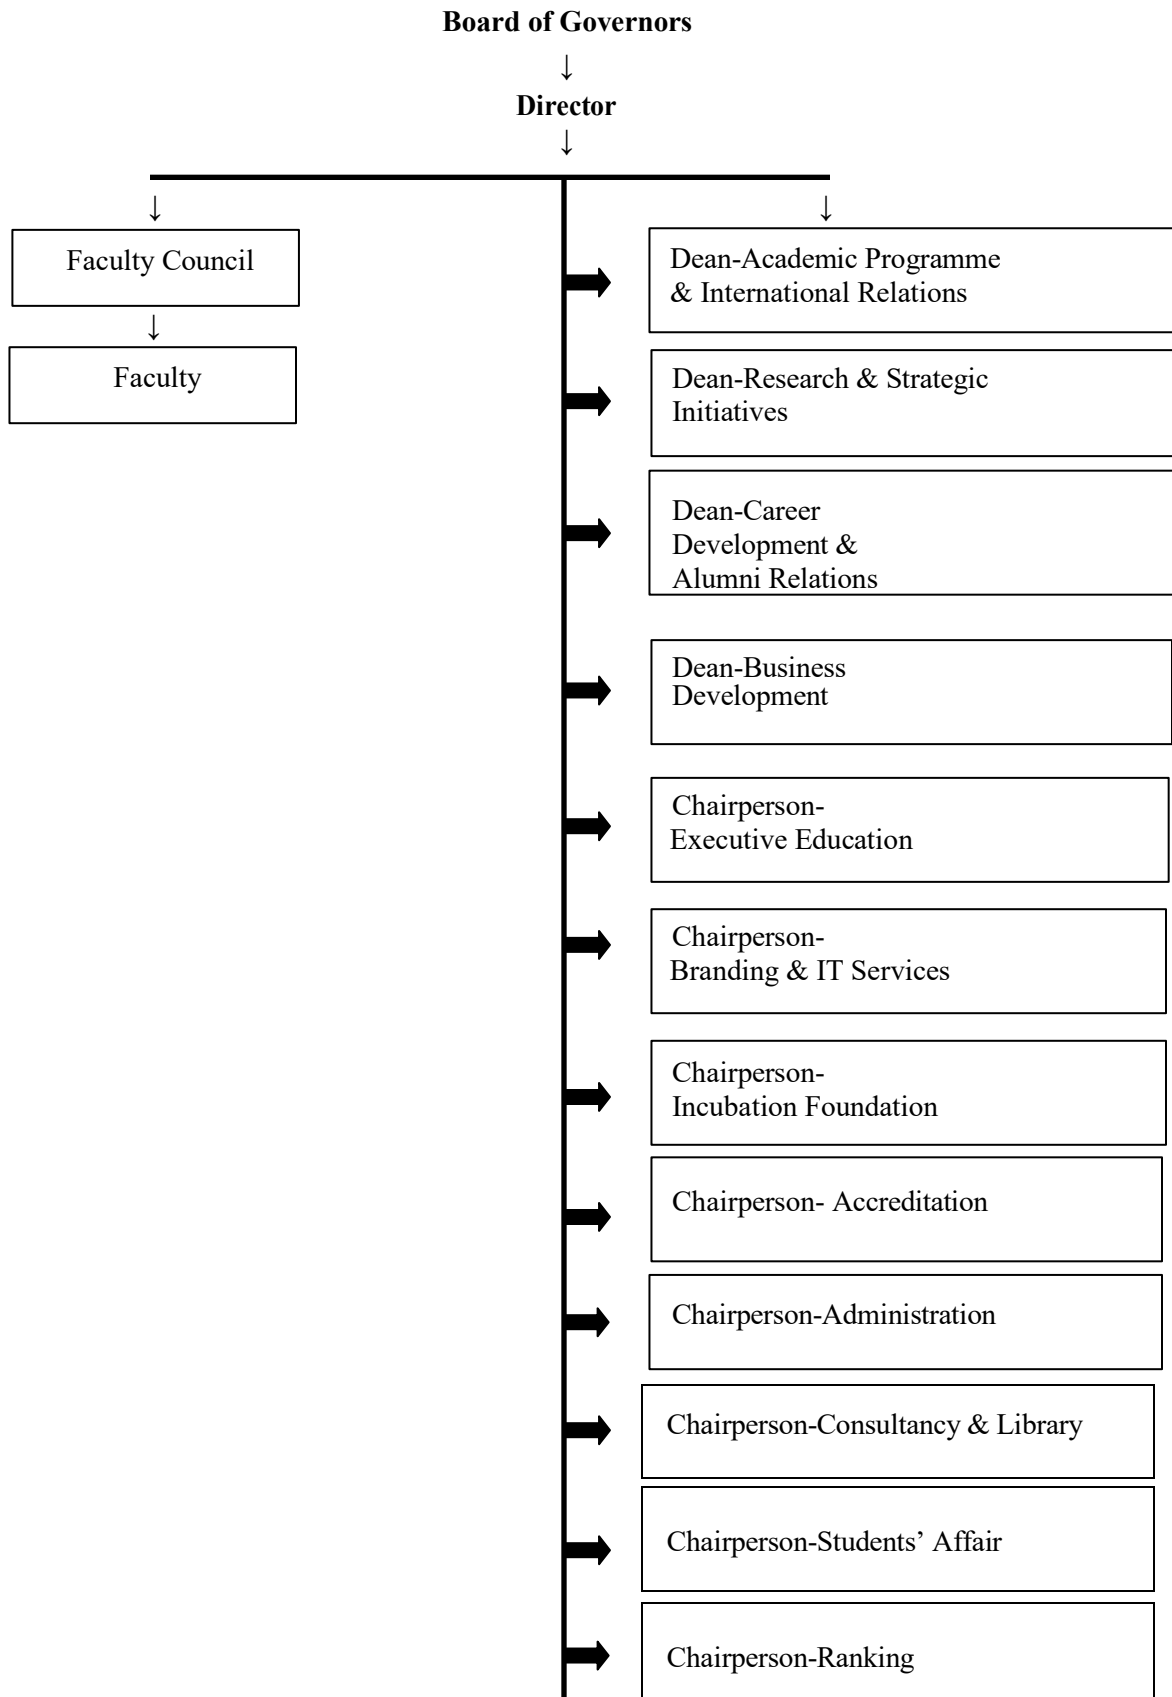 Board of Governors
↓
Director
↓
↓
↓
Faculty Council
↓
Faculty
Dean-Academic Programme
& International Relations
Dean-Research & Strategic
Initiatives
Dean-Career
Development &
Alumni Relations
Dean-Business
Development
Chairperson-
Executive Education
Chairperson-
Branding & IT Services
Chairperson-
Incubation Foundation
Chairperson- Accreditation
Chairperson-Administration
Chairperson-Consultancy & Library
Chairperson-Students’ Affair
Chairperson-Ranking